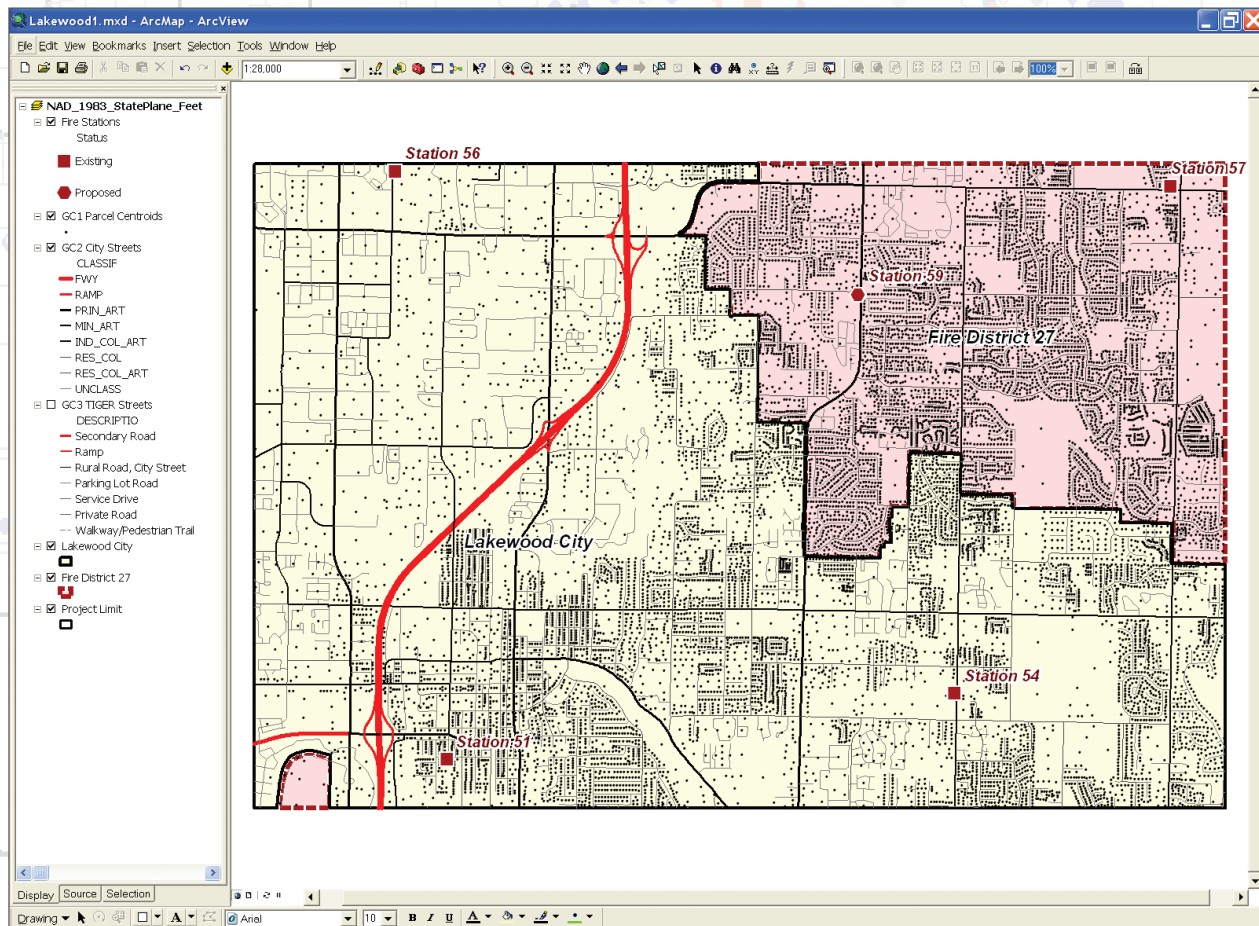 Lakewood1.mxd - ArcMap - ArcView
File Edit View Bookmarks Insert Selection Tools Window Help
1:28,000
100%
NAD_1983_StatePlane_Feet
Fire Stations
Status
Existing
Proposed
GC1 Parcel Centroids
GC2 City Streets
CLASSIF
FWY
RAMP
PRIN_ART
MIN_ART
IND_COL_ART
RES_COL
RES_COL_ART
UNCLASS
GC3 TIGER Streets
DESCRIPTIO
Secondary Road
Ramp
Rural Road, City Street
Parking Lot Road
Service Drive
Private Road
Walkway/Pedestrian Trail
Lakewood City
Fire District 27
Project Limit
Station 56
Station 57
Station 59
Fire District 27
Lakewood City
Station 54
Station 51
Display Source Selection
Drawing
A
Arial
10
B I U A